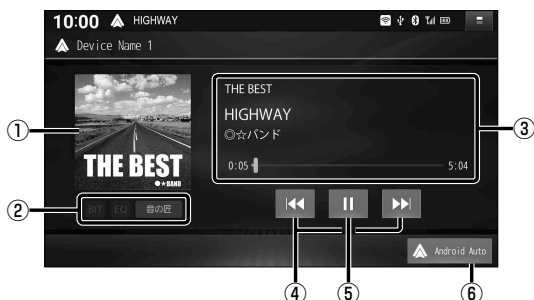 10:00 HIGHWAY
Device Name 1
THE BEST
●★BAND
BIT EQ 音の匠
THE BEST
HIGHWAY
◎☆バンド
0:05 5:04
Android Auto
①
②
③
④
⑤
⑥